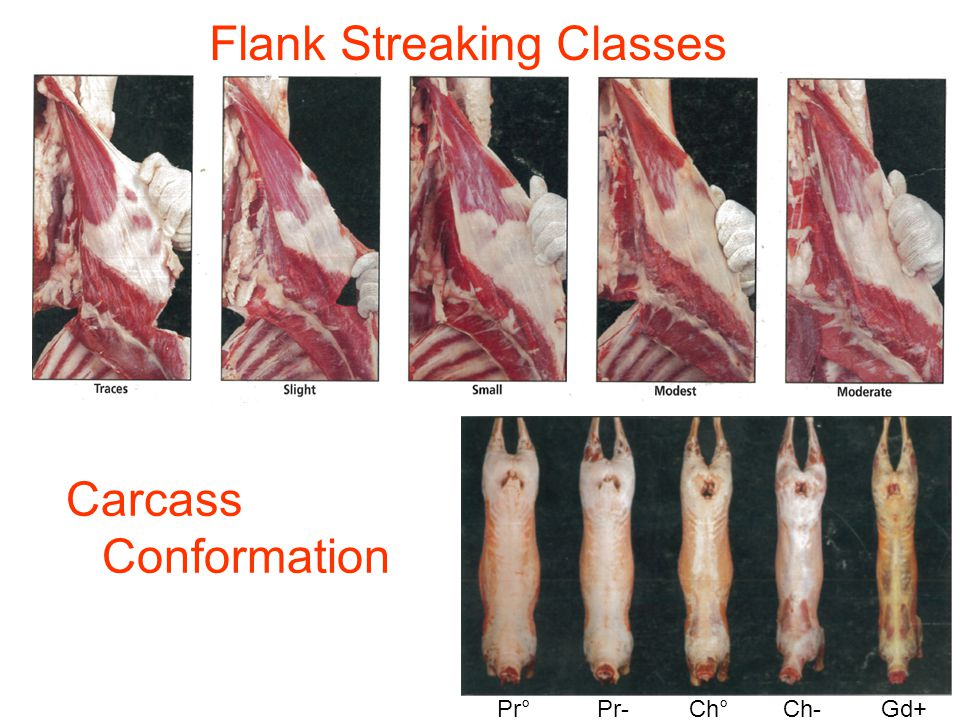 Flank Streaking Classes
Traces Slight Small Modest Moderate
Carcass
Conformation
Pr° Pr- Ch° Ch- Gd+